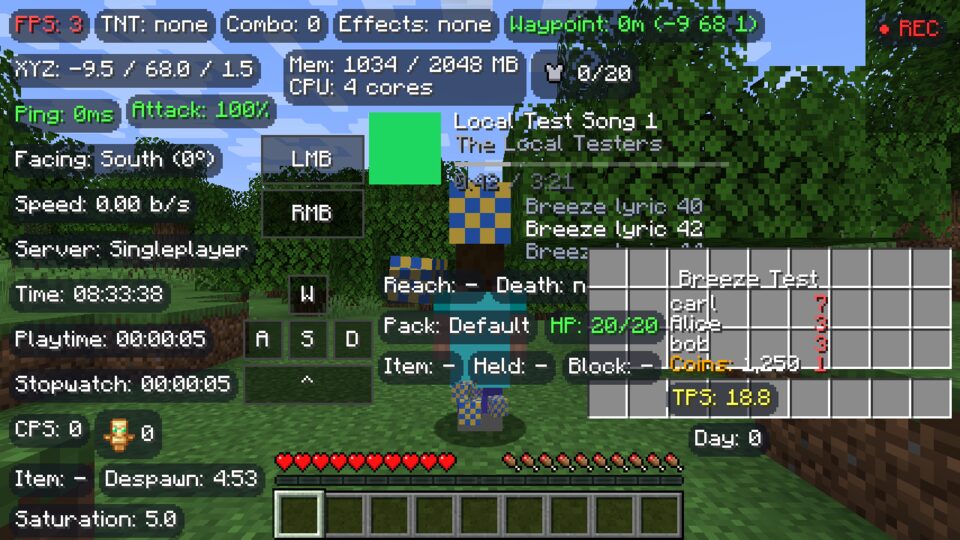 FPS: 3 TNT: none Combo: 0 Effects: none Waypoint: 0m (-9 68 1) REC
XYZ: -9.5 / 68.0 / 1.5
Mem: 1034 / 2048 MB
CPU: 4 cores
0/20
Ping: 0ms Attack: 100%
Local Test Song 1
The Local Testers
0:42 / 3:21
Breeze lyric 40
Breeze lyric 42
Facing: South (0°)
LMB
Speed: 0.00 b/s
RMB
Server: Singleplayer
Time: 08:33:38
W
Playtime: 00:00:05
A S D
Stopwatch: 00:00:05
^
Reach: - Death:
Pack: Default HP: 20/20
Item: - Held: - Block: -
Breeze Test
carl 7
Alice 3
bob 3
Coins: 1,250 1
TPS: 18.8
Day: 0
CPS: 0 0
Item: - Despawn: 4:53
Saturation: 5.0